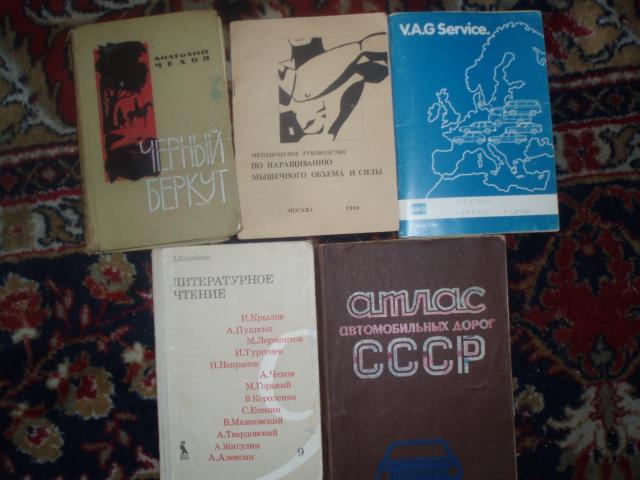 АНАТОЛИЙ
ЧЕХОВ
ЧЕРНЫЙ
БЕРКУТ
МЕТОДИЧЕСКОЕ РУКОВОДСТВО
ПО НАРАЩИВАНИЮ
МЫШЕЧНОГО ОБЪЕМА И СИЛЫ
МОСКВА 1990
V.A.G Service.
ЛИТЕРАТУРНОЕ
ЧТЕНИЕ
И.Крылов
А.Пушкин
М.Лермонтов
И.Тургенев
Н.Некрасов
А.Чехов
М.Горький
В.Короленко
С.Есенин
В.Маяковский
А.Твардовский
А.Жигулин
А.Алексин
9
атлас
автомобильных дорог
СССР